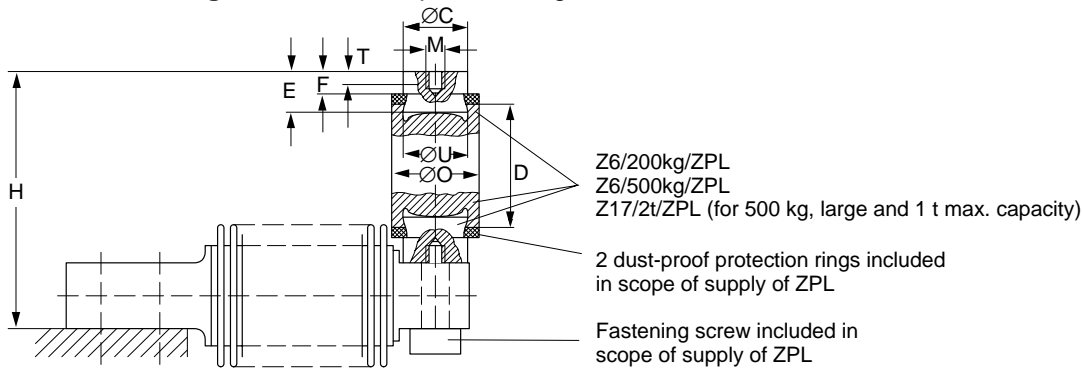 ØC
M
T
E
F
H
ØU
ØO
D
Z6/200kg/ZPL
Z6/500kg/ZPL
Z17/2t/ZPL (for 500 kg, large and 1 t max. capacity)
2 dust-proof protection rings included
in scope of supply of ZPL
Fastening screw included in
scope of supply of ZPL